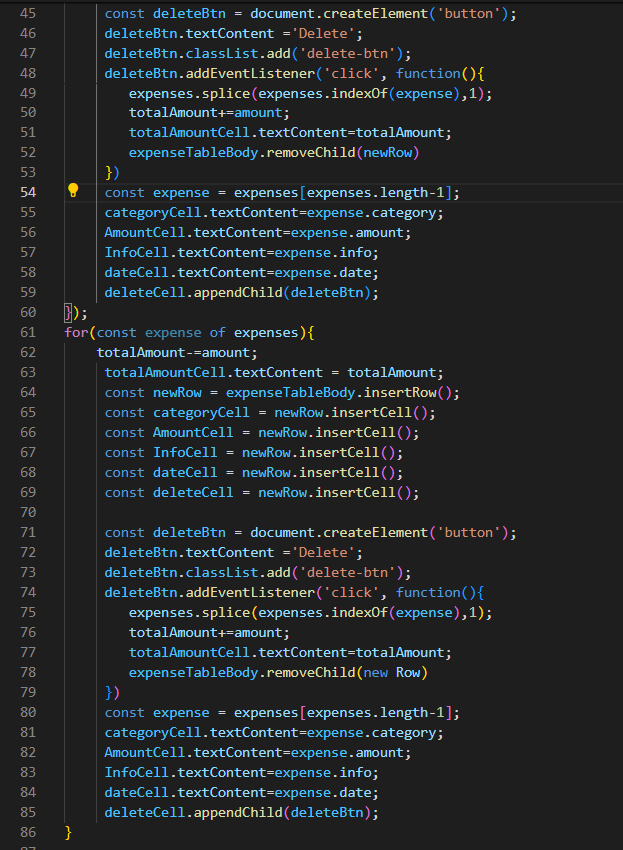 45 const deleteBtn = document.createElement('button');
46 deleteBtn.textContent ='Delete';
47 deleteBtn.classList.add('delete-btn');
48 deleteBtn.addEventListener('click', function(){
49 expenses.splice(expenses.indexOf(expense),1);
50 totalAmount+=amount;
51 totalAmountCell.textContent=totalAmount;
52 expenseTableBody.removeChild(newRow)
53 })
54 const expense = expenses[expenses.length-1];
55 categoryCell.textContent=expense.category;
56 AmountCell.textContent=expense.amount;
57 InfoCell.textContent=expense.info;
58 dateCell.textContent=expense.date;
59 deleteCell.appendChild(deleteBtn);
60 });
61 for(const expense of expenses){
62 totalAmount-=amount;
63 totalAmountCell.textContent = totalAmount;
64 const newRow = expenseTableBody.insertRow();
65 const categoryCell = newRow.insertCell();
66 const AmountCell = newRow.insertCell();
67 const InfoCell = newRow.insertCell();
68 const dateCell = newRow.insertCell();
69 const deleteCell = newRow.insertCell();
70
71 const deleteBtn = document.createElement('button');
72 deleteBtn.textContent ='Delete';
73 deleteBtn.classList.add('delete-btn');
74 deleteBtn.addEventListener('click', function(){
75 expenses.splice(expenses.indexOf(expense),1);
76 totalAmount+=amount;
77 totalAmountCell.textContent=totalAmount;
78 expenseTableBody.removeChild(new Row)
79 })
80 const expense = expenses[expenses.length-1];
81 categoryCell.textContent=expense.category;
82 AmountCell.textContent=expense.amount;
83 InfoCell.textContent=expense.info;
84 dateCell.textContent=expense.date;
85 deleteCell.appendChild(deleteBtn);
86 }